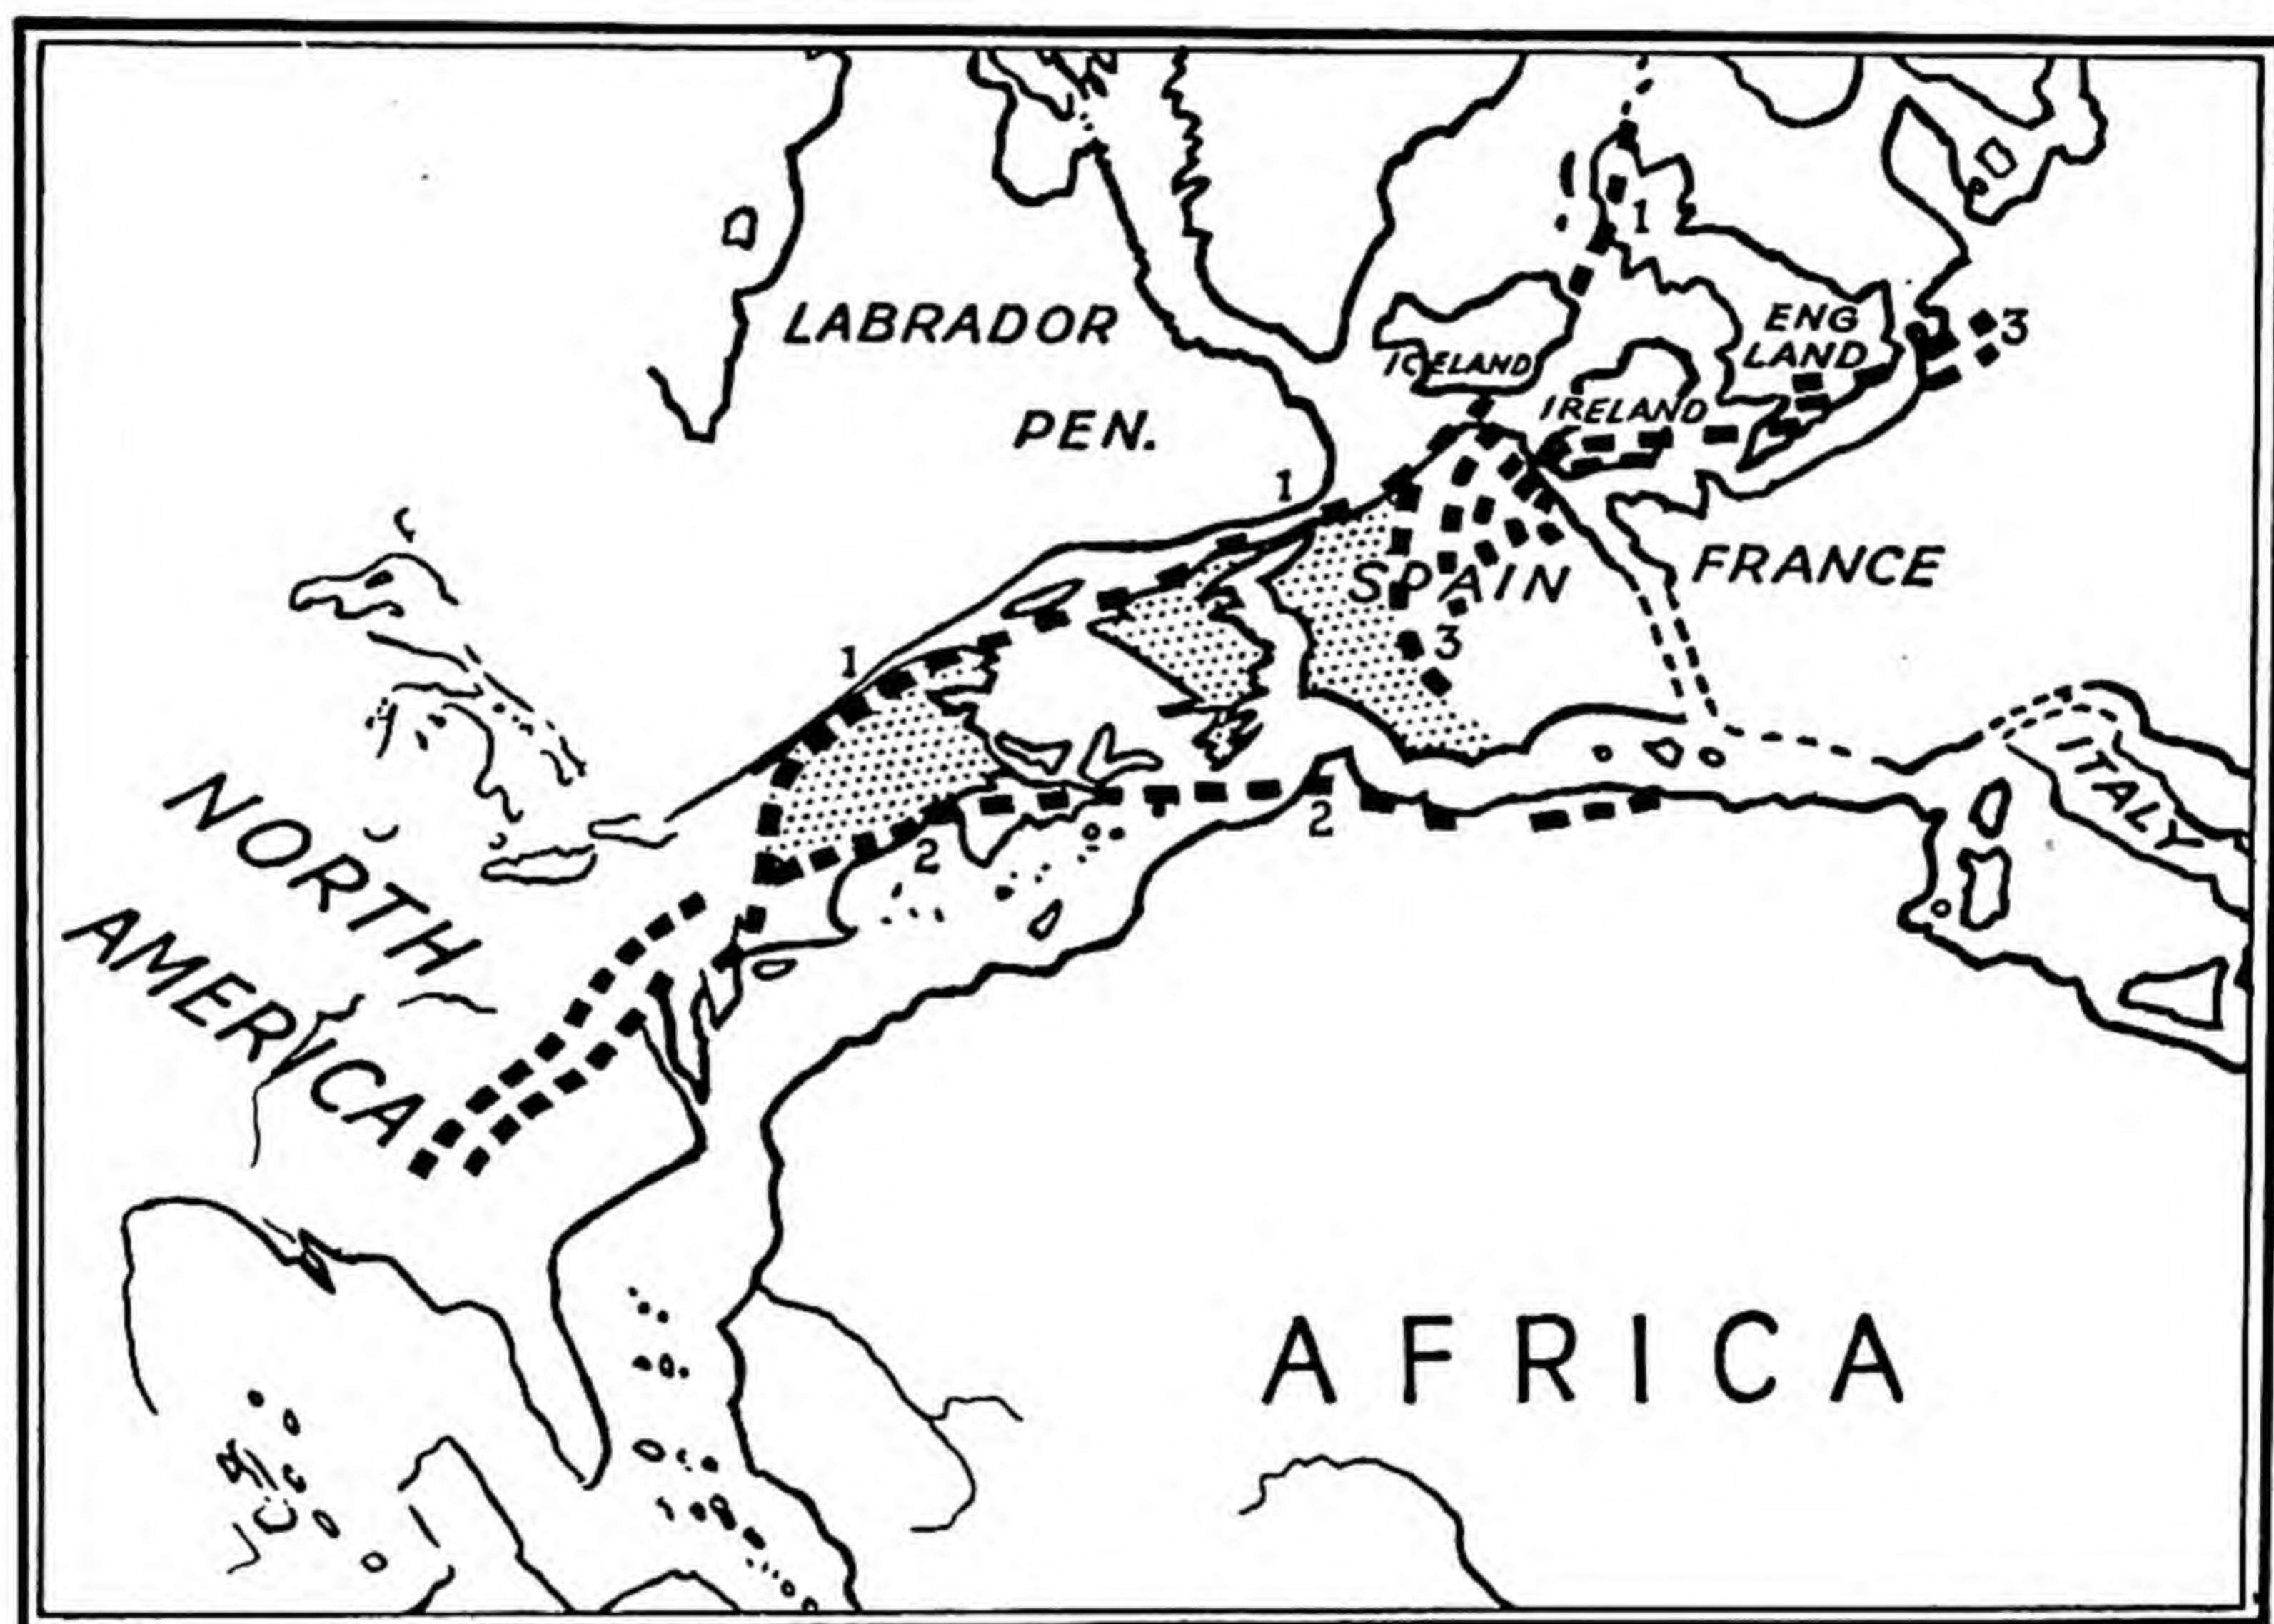 1
LABRADOR
PEN.
ENG
LAND
3
ICELAND
IRELAND
1
SPAIN
FRANCE
3
1
NORTH
AMERICA
2
2
ITALY
AFRICA